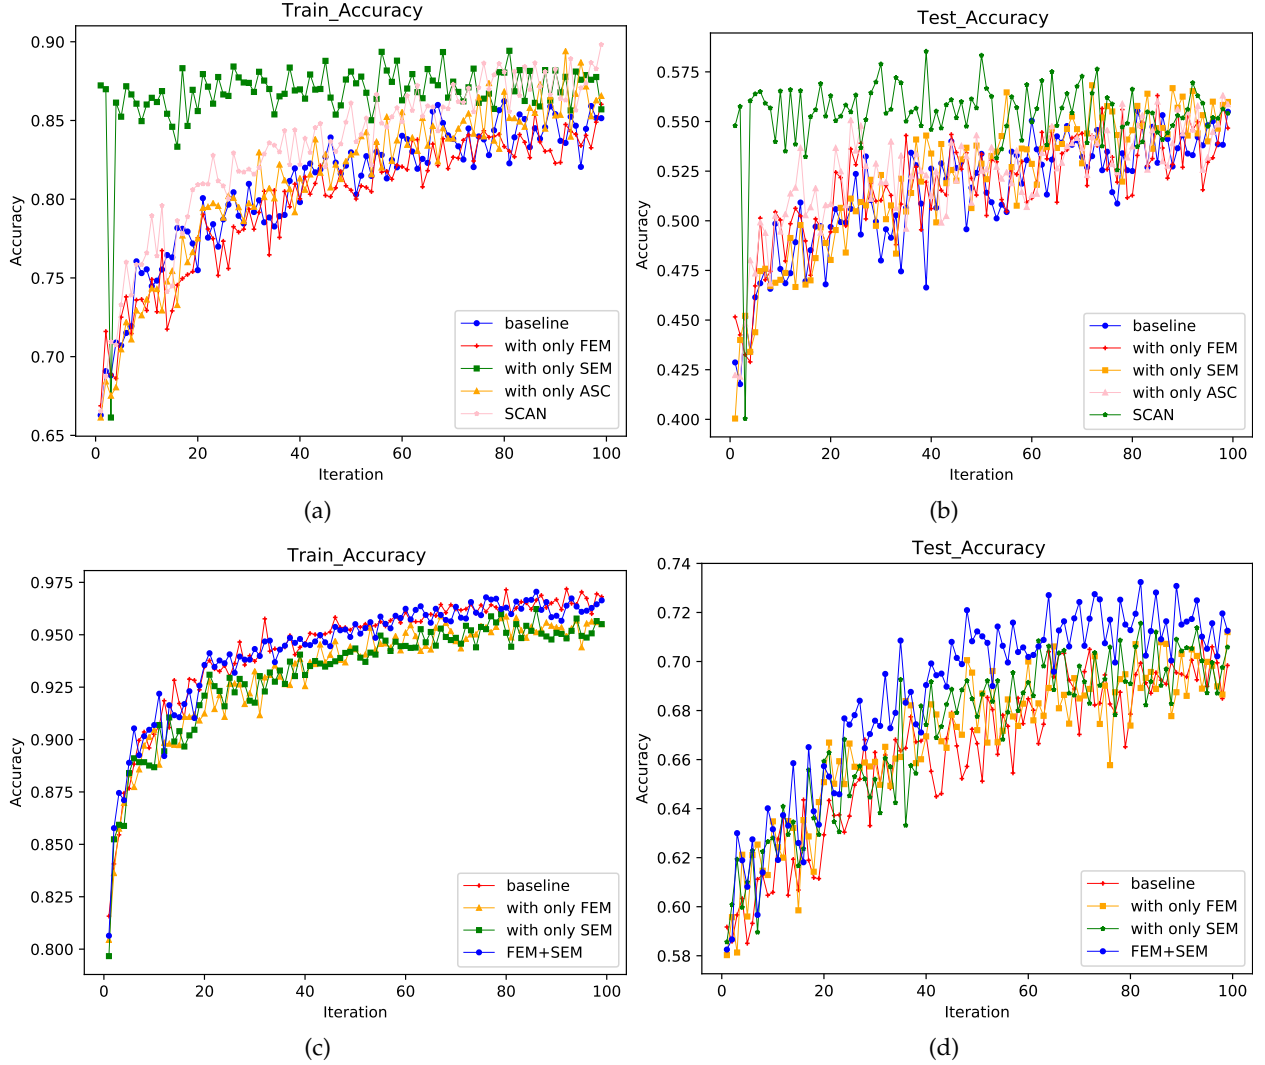 Train_Accuracy
0.90
0.85
0.80
0.75
0.70
0.65
Accuracy
0 20 40 60 80 100
Iteration
baseline
with only FEM
with only SEM
with only ASC
SCAN
(a)
Test_Accuracy
0.575
0.550
0.525
0.500
0.475
0.450
0.425
0.400
Accuracy
0 20 40 60 80 100
Iteration
baseline
with only FEM
with only SEM
with only ASC
SCAN
(b)
Train_Accuracy
0.975
0.950
0.925
0.900
0.875
0.850
0.825
0.800
Accuracy
0 20 40 60 80 100
Iteration
baseline
with only FEM
with only SEM
FEM+SEM
(c)
Test_Accuracy
0.74
0.72
0.70
0.68
0.66
0.64
0.62
0.60
0.58
Accuracy
0 20 40 60 80 100
Iteration
baseline
with only FEM
with only SEM
FEM+SEM
(d)